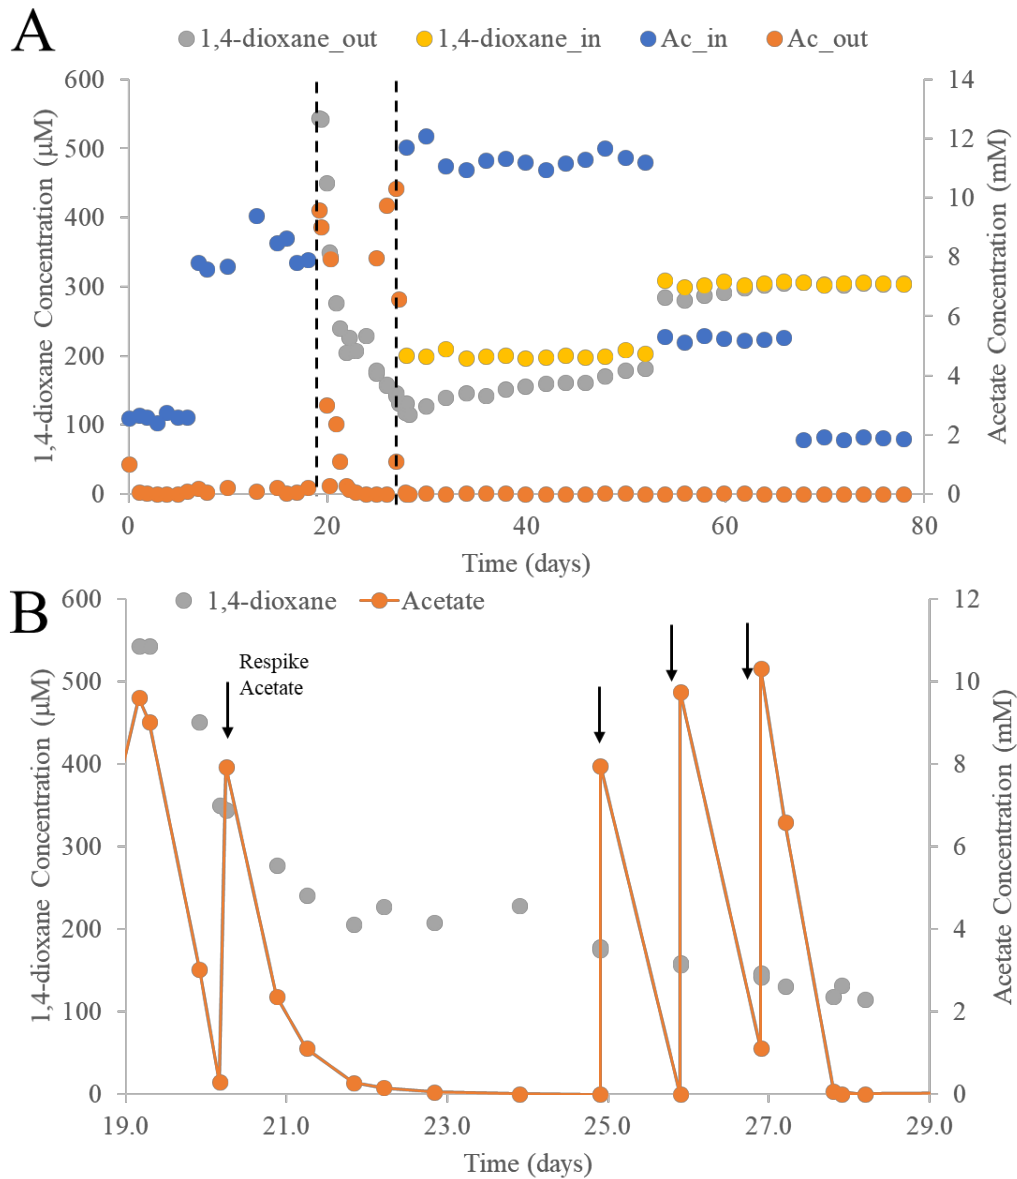 A
1,4-dioxane_out 1,4-dioxane_in Ac_in Ac_out
1,4-dioxane Concentration (µM)
600
500
400
300
200
100
0
14
12
10
8
6
4
2
0
Acetate Concentration (mM)
0 20 40 60 80
Time (days)
B
1,4-dioxane Acetate
1,4-dioxane Concentration (µM)
600
500
400
300
200
100
0
Respike
Acetate
12
10
8
6
4
2
0
Acetate Concentration (mM)
19.0 21.0 23.0 25.0 27.0 29.0
Time (days)